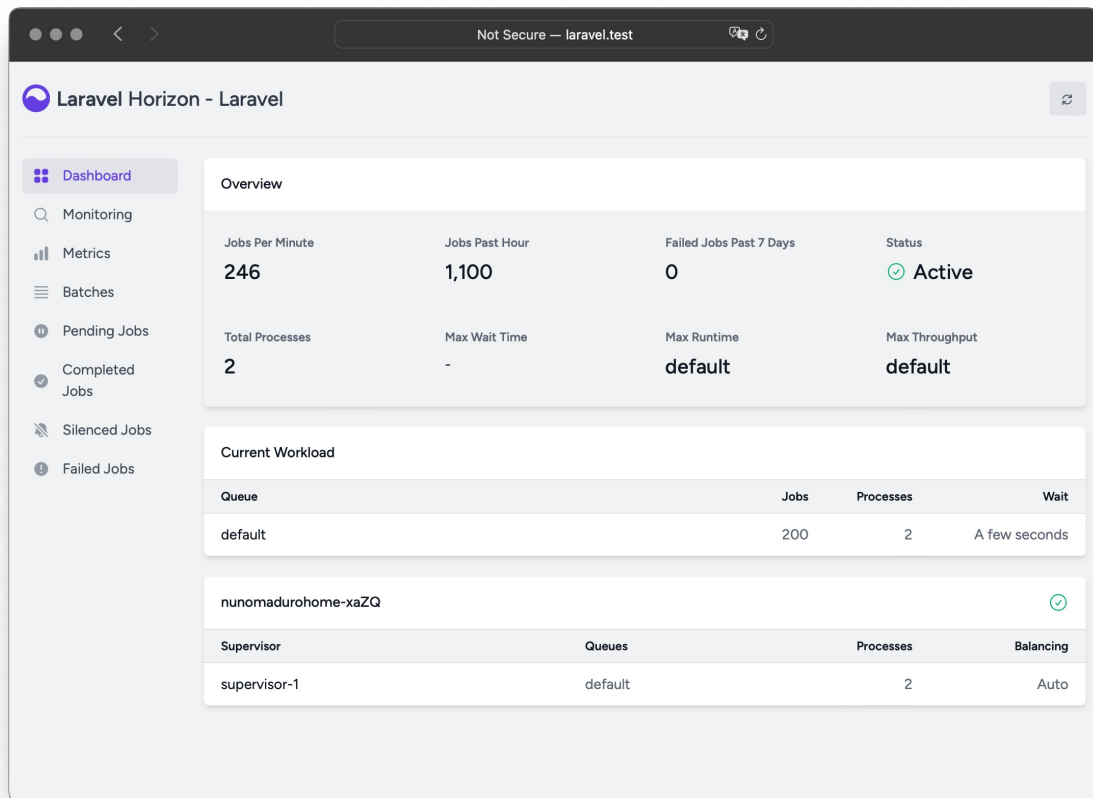 Not Secure — laravel.test
Laravel Horizon - Laravel
Dashboard
Monitoring
Metrics
Batches
Pending Jobs
Completed
Jobs
Silenced Jobs
Failed Jobs
Overview
Jobs Per Minute Jobs Past Hour Failed Jobs Past 7 Days Status
246 1,100 0 Active
Total Processes Max Wait Time Max Runtime Max Throughput
2 - default default
Current Workload
Queue Jobs Processes Wait
default 200 2 A few seconds
nunomadurohome-xaZQ
Supervisor Queues Processes Balancing
supervisor-1 default 2 Auto